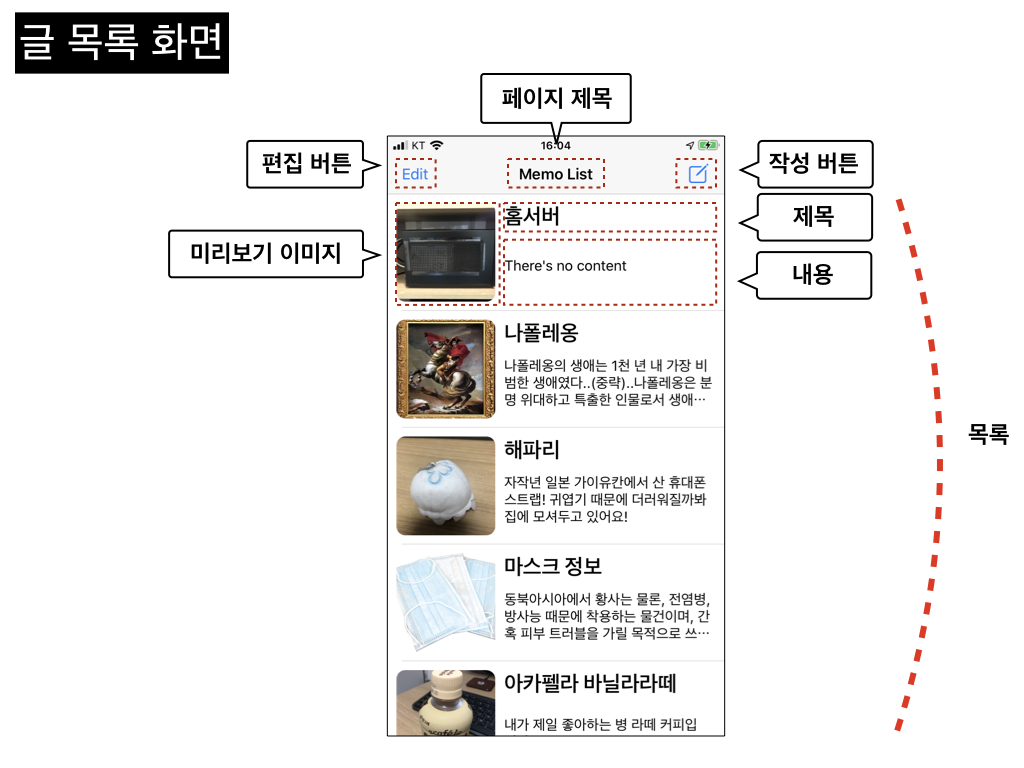 글 목록 화면
페이지 제목
KT
16:04
편집 버튼
Edit
Memo List
작성 버튼
홈서버
제목
미리보기 이미지
There's no content
내용
나폴레옹
나폴레옹의 생애는 1천 년 내 가장 비
범한 생애였다..(중략)..나폴레옹은 분
명 위대하고 특출한 인물로서 생애…
목록
해파리
자작년 일본 가이유칸에서 산 휴대폰
스트랩! 귀엽기 때문에 더러워질까봐
집에 모셔두고 있어요!
마스크 정보
동북아시아에서 황사는 물론, 전염병,
방사능 때문에 착용하는 물건이며, 간
혹 피부 트러블을 가릴 목적으로 쓰…
아카펠라 바닐라라떼
내가 제일 좋아하는 병 라떼 커피입